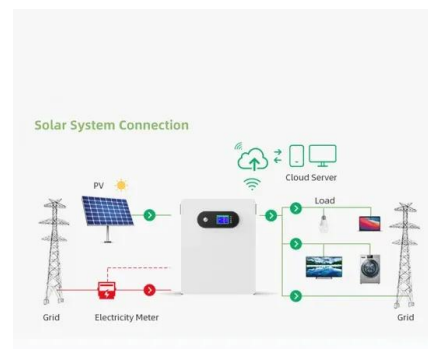 Solar System Connection
Cloud Server
PV
Load
Grid
Electricity Meter
Grid